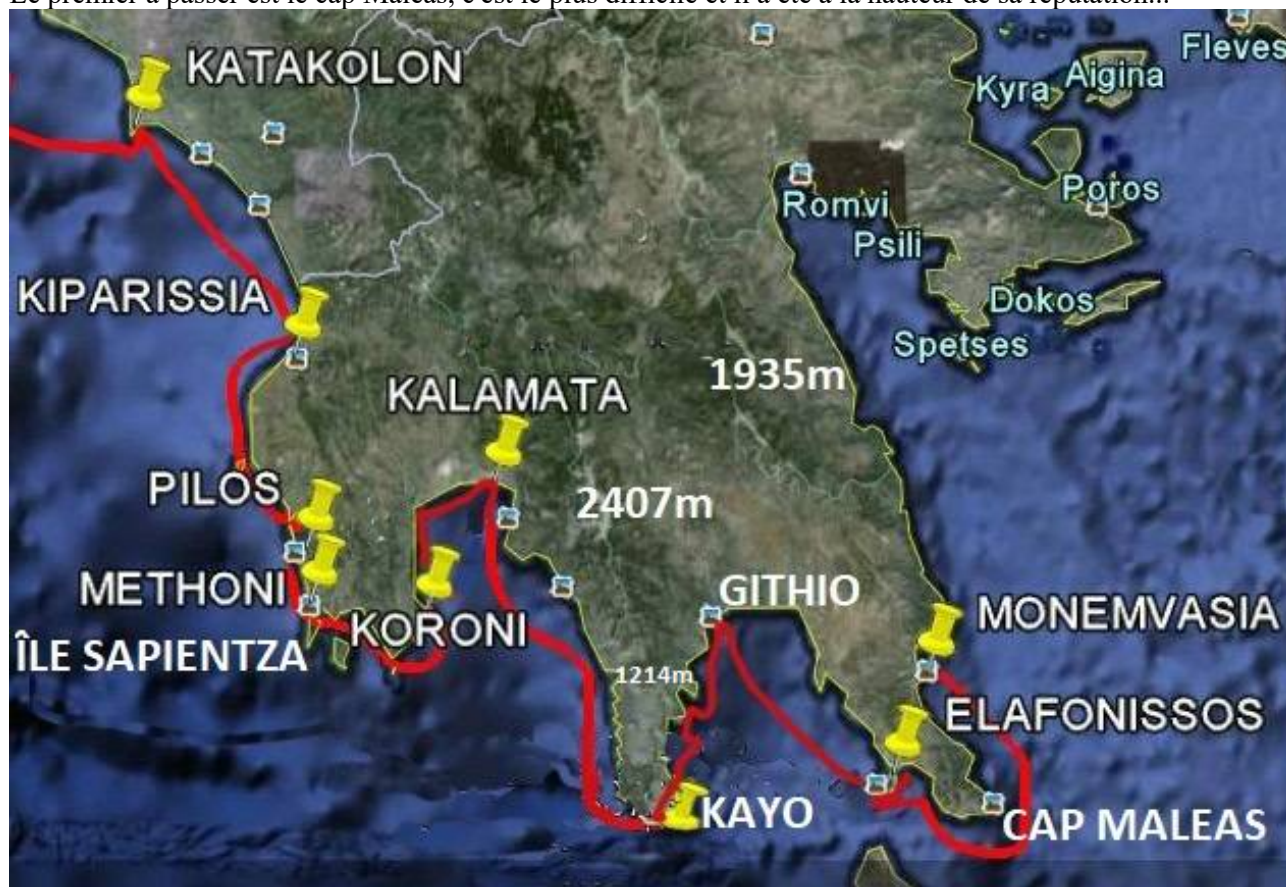 Le premier à passer est le cap Maleas, c'est le plus difficile et il a été à la hauteur de sa réputation...
KATAKOLON
Fleves
Kyra
Aigina
Poros
Romvi
Psili
Dokos
Spetses
KIPARISSIA
1935m
KALAMATA
PILOS
2407m
METHONI
GITHIO
MONEMVASIA
KORONI
ÎLE SAPIENTZA
1214m
ELAFONISSOS
KAYO
CAP MALEAS